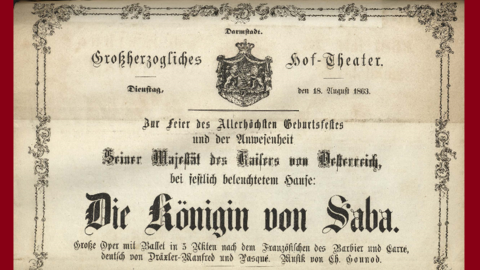 Darmstadt.
Großherzogliches Hof-Theater.
Dienstag, den 18. August 1863.
Zur Feier des Allerhöchsten Geburtsfestes
und der Anwesenheit
Seiner Majestät des Kaisers von Oesterreich,
bei festlich beleuchtetem Hause:
Die Königin von Saba.
Große Oper mit Ballet in 5 Akten nach dem Französischen des Barbier und Carre,
deutsch von Dräxler-Manfred und Pasqué. Musik von Ch. Gounod.